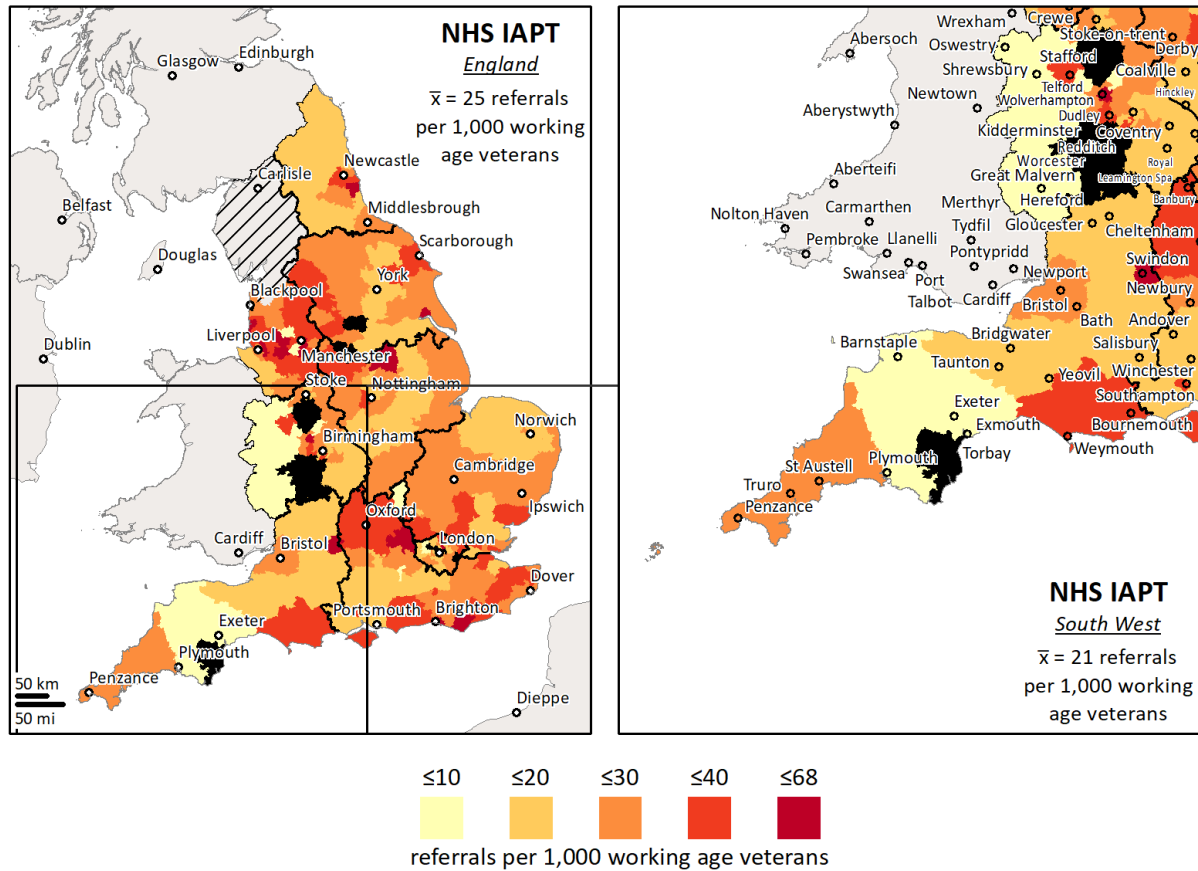 NHS IAPT
England
x̄ = 25 referrals
per 1,000 working
age veterans
Edinburgh
Glasgow
Newcastle
Carlisle
Belfast
Middlesbrough
Scarborough
Douglas
York
Blackpool
Liverpool
Dublin
Manchester
Stoke
Nottingham
Norwich
Birmingham
Cambridge
Ipswich
Oxford
Cardiff
Bristol
London
Dover
Portsmouth
Brighton
Exeter
Plymouth
Penzance
50 km
50 mi
Dieppe
Wrexham
Crewe
Abersoch
Oswestry
Stoke-on-trent
Derby
Stafford
Shrewsbury
Coalville
Telford
Newtown
Wolverhampton
Hinckley
Aberystwyth
Dudley
Kidderminster
Coventry
Redditch
Worcester
Royal
Aberteifi
Great Malvern
Leamington Spa
Merthyr
Hereford
Banbury
Nolton Haven
Carmarthen
Tydfil
Gloucester
Cheltenham
Pembroke
Llanelli
Pontypridd
Swindon
Swansea
Port
Newport
Newbury
Talbot
Cardiff
Bristol
Bath
Andover
Barnstaple
Bridgwater
Salisbury
Taunton
Yeovil
Winchester
Exeter
Southampton
Exmouth
Bournemouth
Weymouth
St Austell
Plymouth
Torbay
Truro
Penzance
NHS IAPT
South West
x̄ = 21 referrals
per 1,000 working
age veterans
≤10 ≤20 ≤30 ≤40 ≤68
referrals per 1,000 working age veterans